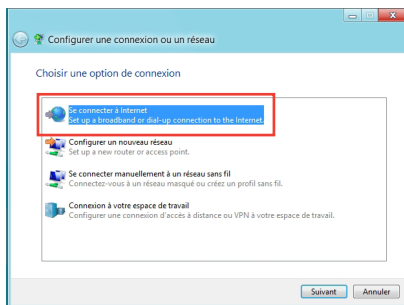 Configurer une connexion ou un réseau
Choisir une option de connexion
Se connecter à Internet
Set up a broadband or dial-up connection to the Internet.
Configurer un nouveau réseau
Set up a new router or access point.
Se connecter manuellement à un réseau sans fil
Connectez-vous à un réseau masqué ou créez un profil sans fil.
Connexion à votre espace de travail
Configurer une connexion d'accès à distance ou VPN à votre espace de travail.
Suivant
Annuler